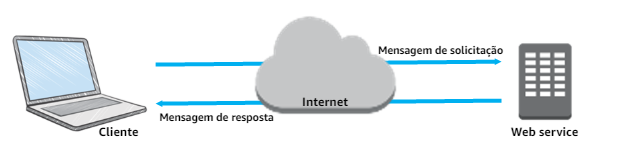 Mensagem de solicitação
Internet
Mensagem de resposta
Cliente
Web service